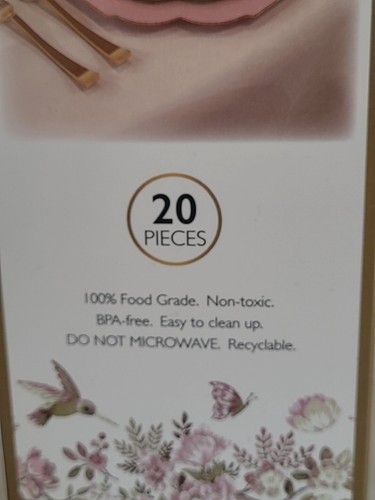 20
PIECES
100% Food Grade. Non-toxic.
BPA-free. Easy to clean up.
DO NOT MICROWAVE. Recyclable.